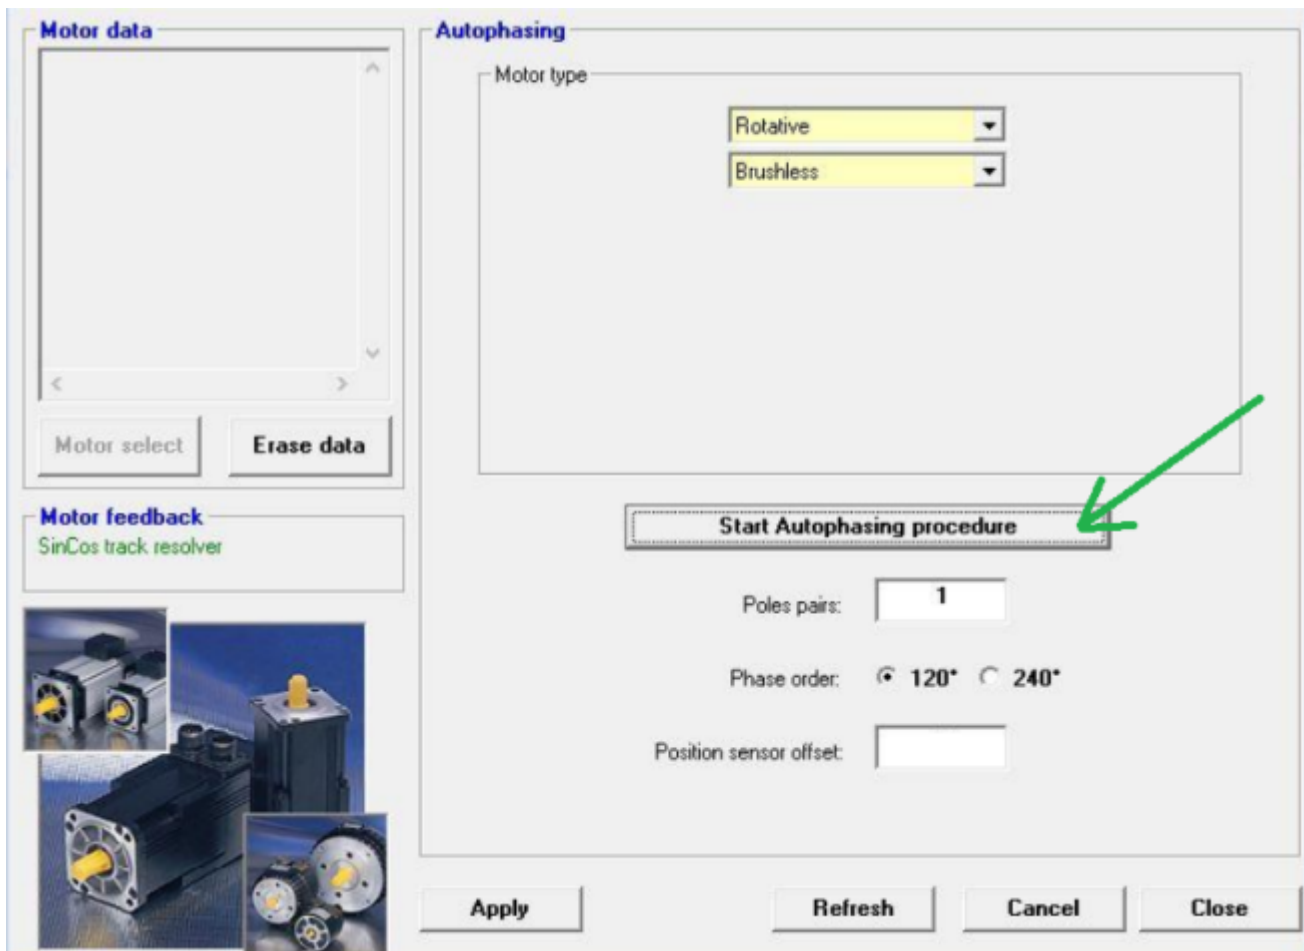 Motor data
Motor select
Erase data
Motor feedback
SinCos track resolver
Autophasing
Motor type
Rotative
Brushless
Start Autophasing procedure
Poles pairs: 1
Phase order: 120° 240°
Position sensor offset:
Apply Refresh Cancel Close